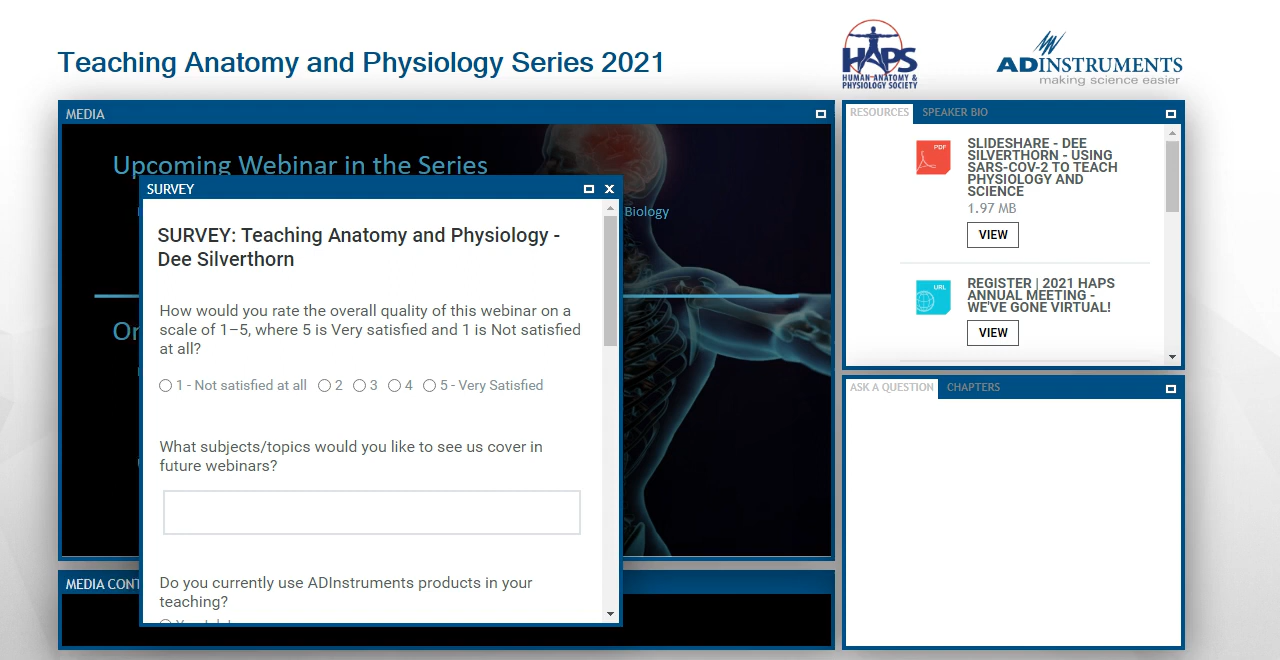 Teaching Anatomy and Physiology Series 2021
HAPS
HUMAN ANATOMY &
PHYSIOLOGY SOCIETY
ADINSTRUMENTS
making science easier
MEDIA
Upcoming Webinar in the Series
Biology
SURVEY
SURVEY: Teaching Anatomy and Physiology -
Dee Silverthorn
How would you rate the overall quality of this webinar on a
scale of 1–5, where 5 is Very satisfied and 1 is Not satisfied
at all?
1 - Not satisfied at all 2 3 4 5 - Very Satisfied
What subjects/topics would you like to see us cover in
future webinars?
Do you currently use ADInstruments products in your
teaching?
MEDIA CONT
RESOURCES SPEAKER BIO
PDF
SLIDESHARE - DEE
SILVERTHORN - USING
SARS-COV-2 TO TEACH
PHYSIOLOGY AND
SCIENCE
1.97 MB
VIEW
URL
REGISTER | 2021 HAPS
ANNUAL MEETING -
WE'VE GONE VIRTUAL!
VIEW
ASK A QUESTION CHAPTERS